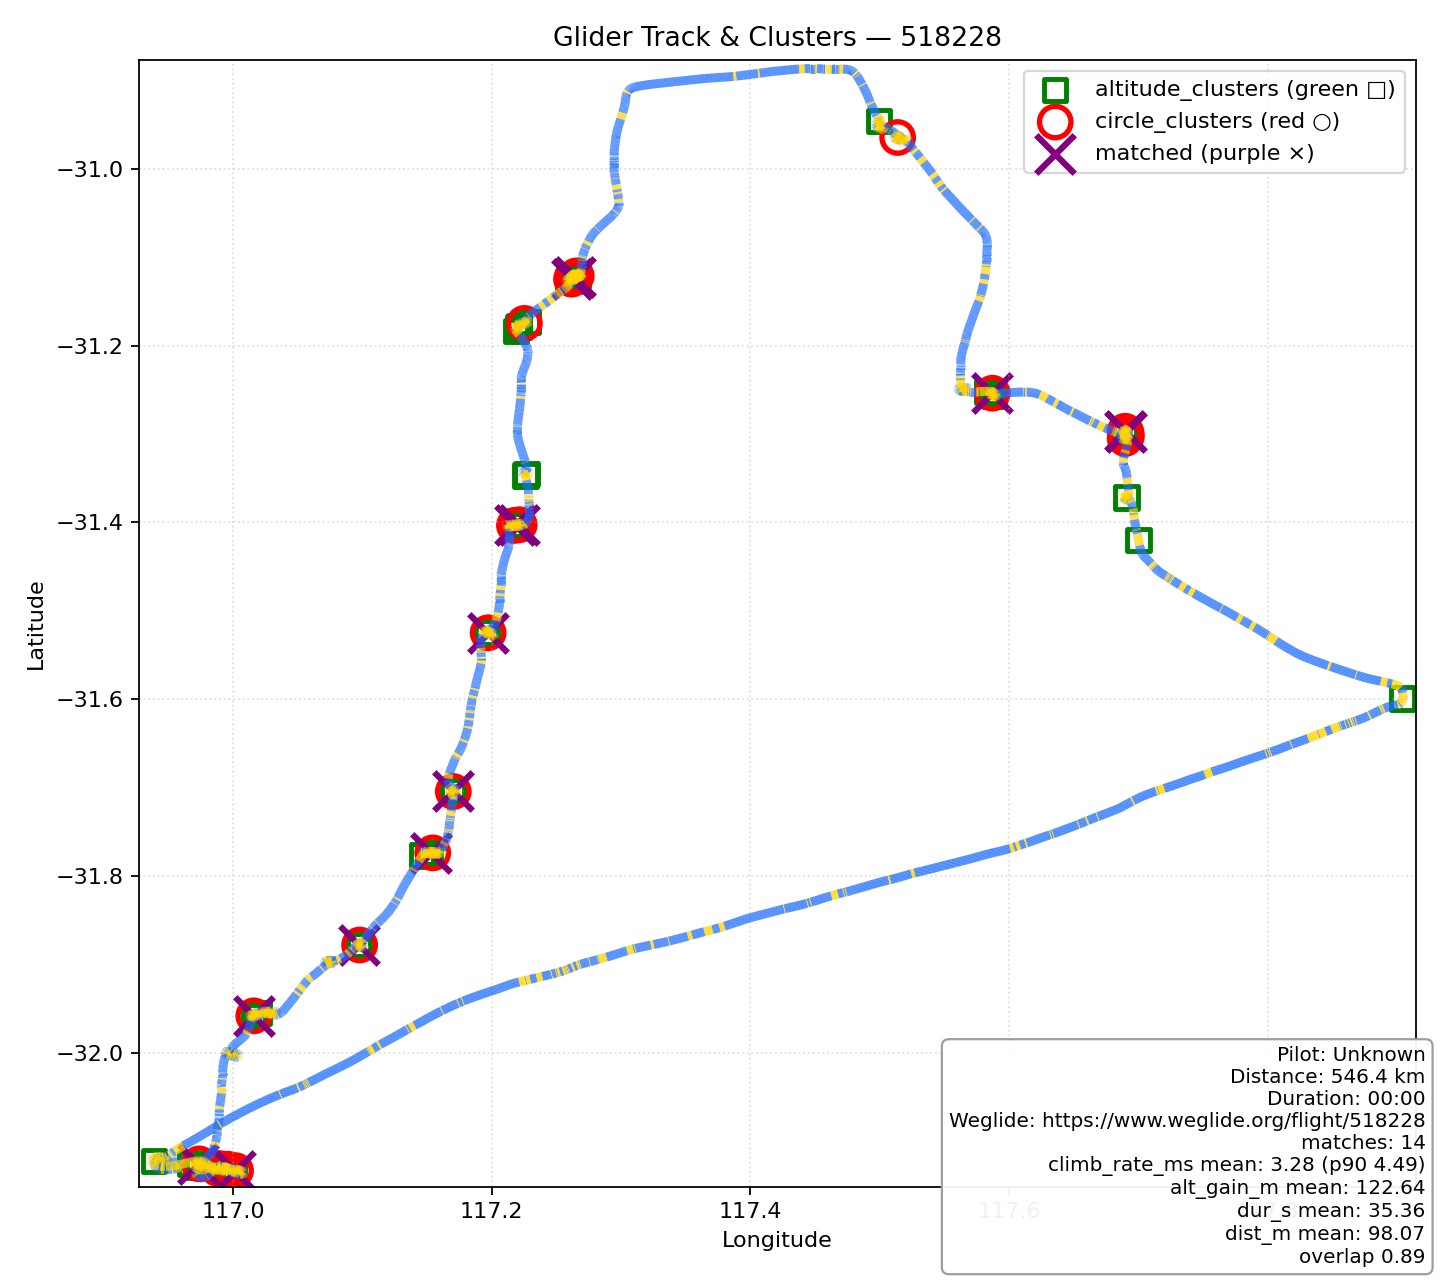 Glider Track & Clusters — 518228
altitude_clusters (green □)
circle_clusters (red ○)
matched (purple ×)
Latitude
−31.0
−31.2
−31.4
−31.6
−31.8
−32.0
117.0
117.2
117.4
117.6
Longitude
Pilot: Unknown
Distance: 546.4 km
Duration: 00:00
Weglide: https://www.weglide.org/flight/518228
matches: 14
climb_rate_ms mean: 3.28 (p90 4.49)
alt_gain_m mean: 122.64
dur_s mean: 35.36
dist_m mean: 98.07
overlap 0.89